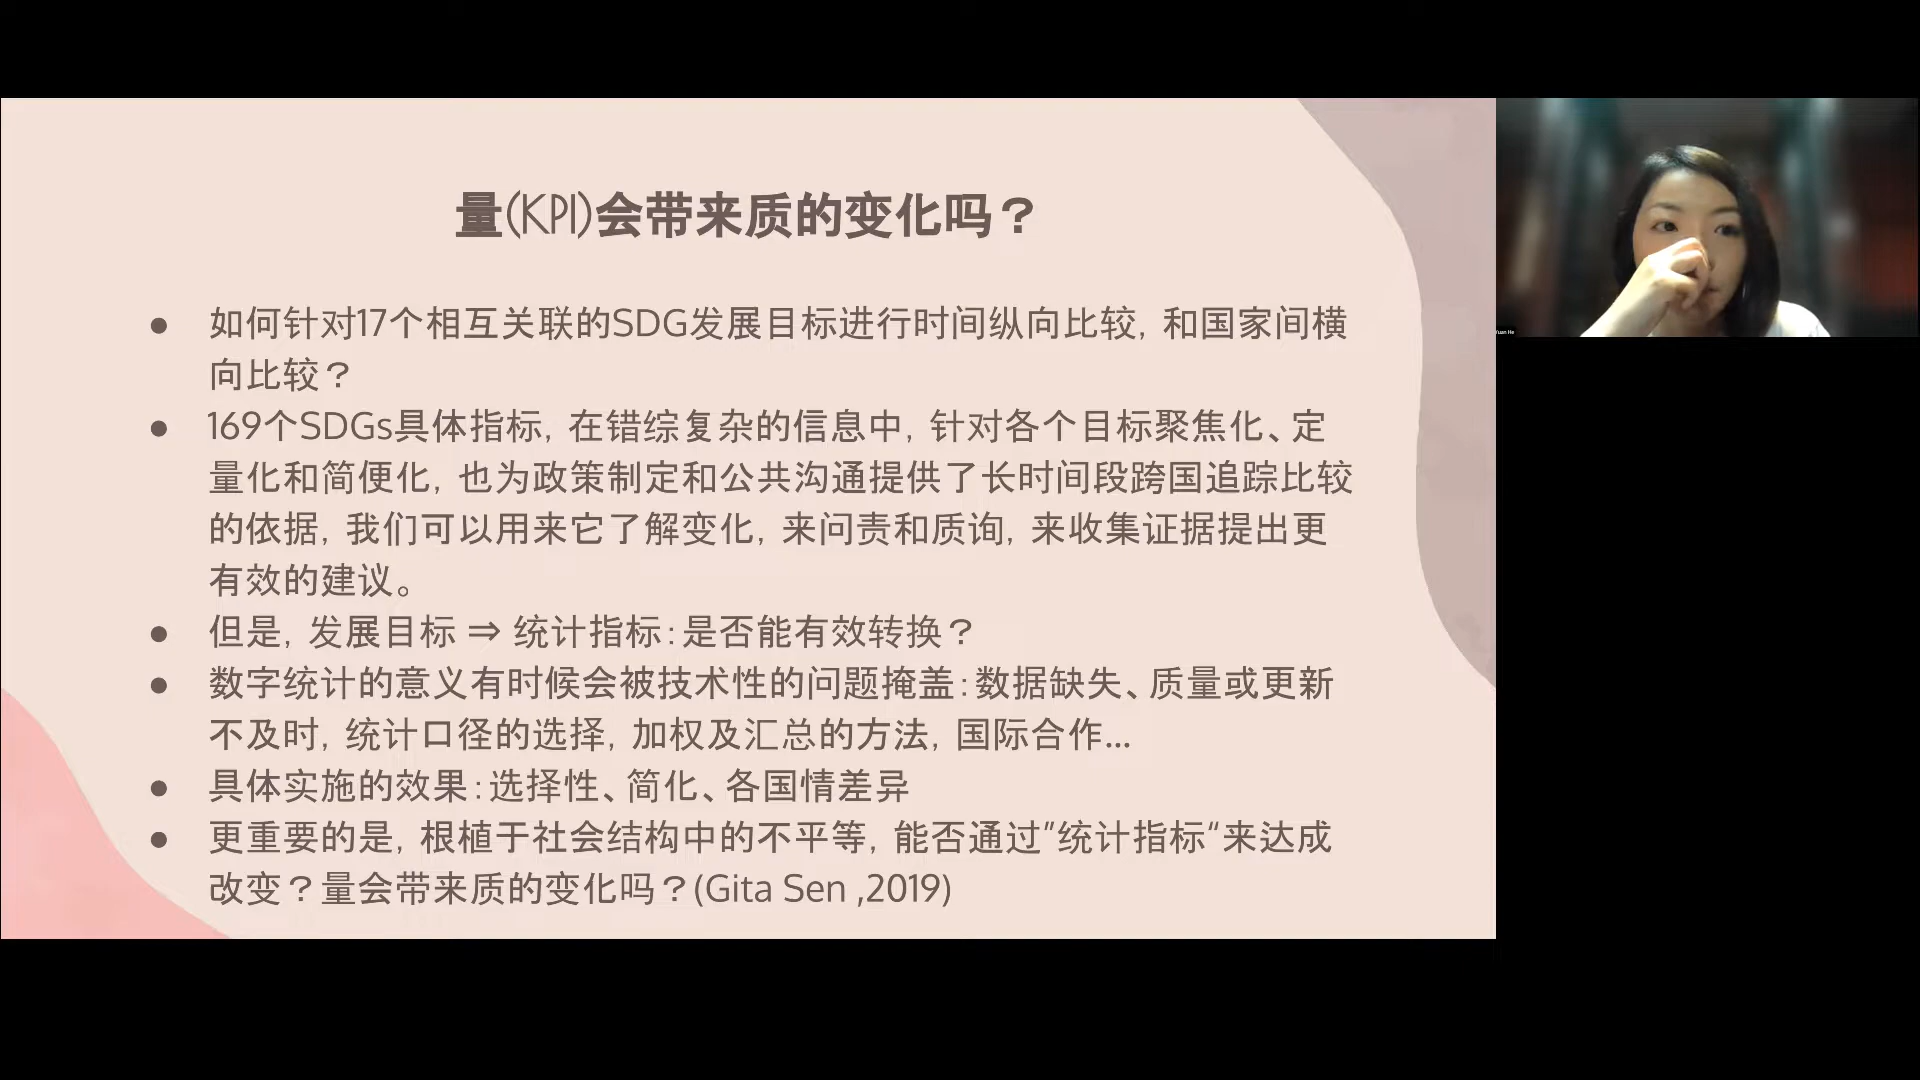 量(KPI)会带来质的变化吗？
● 如何针对17个相互关联的SDG发展目标进行时间纵向比较，和国家间横
向比较？
● 169个SDGs具体指标，在错综复杂的信息中，针对各个目标聚焦化、定
量化和简便化，也为政策制定和公共沟通提供了长时间段跨国追踪比较
的依据，我们可以用来它了解变化，来问责和质询，来收集证据提出更
有效的建议。
● 但是，发展目标 ⇒ 统计指标：是否能有效转换？
● 数字统计的意义有时候会被技术性的问题掩盖：数据缺失、质量或更新
不及时，统计口径的选择，加权及汇总的方法，国际合作...
● 具体实施的效果：选择性、简化、各国情差异
● 更重要的是，根植于社会结构中的不平等，能否通过”统计指标“来达成
改变？量会带来质的变化吗？(Gita Sen ,2019)
Yuan He